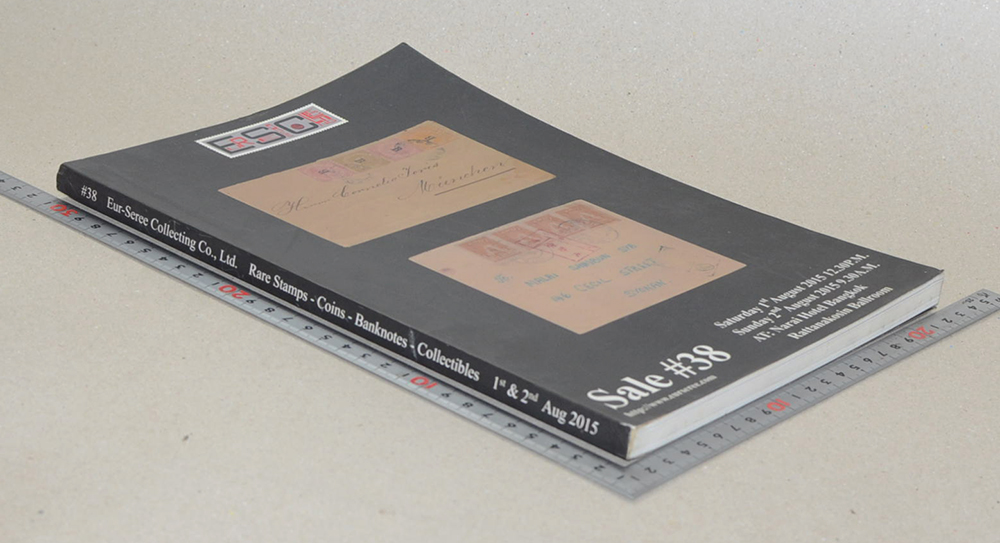 #38 Eur-Seree Collecting Co., Ltd. Rare Stamps - Coins - Banknotes - Collectibles 1st & 2nd Aug 2015
München
Saturday 1st August 2015 12.30P.M.
Sunday 2nd August 2015 9.30A.M.
AT: Narai Hotel Bangkok
Rattanakosin Ballroom
Sale #38